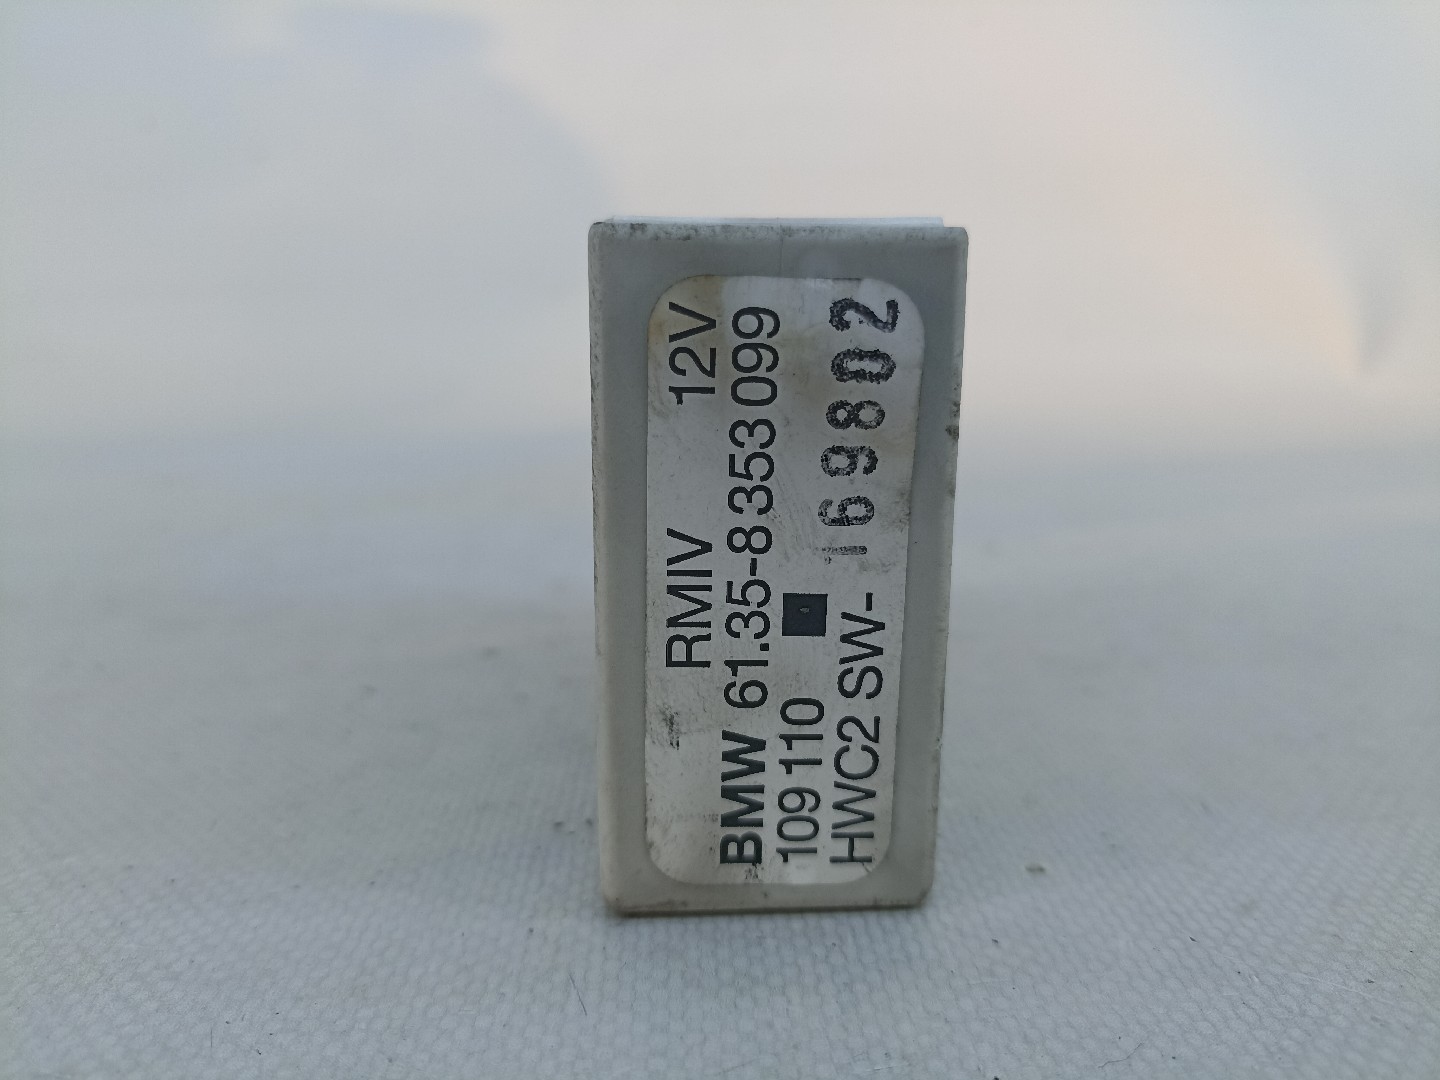 RMIV 12V
BMW 61.35-8 353 099
109 110
HWC2 SW- 169802